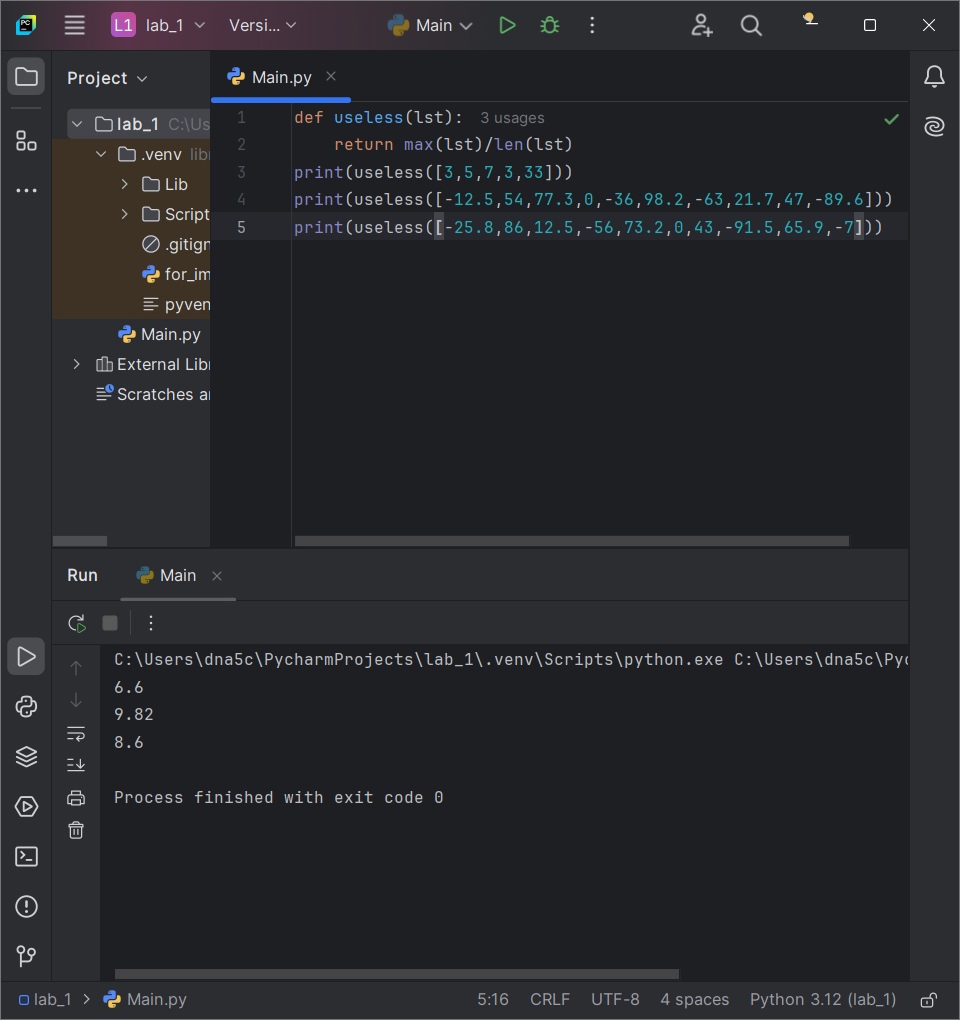 L1 lab_1 Versi... Main
Project
Main.py
lab_1 C:\Us
.venv libr
Lib
Script
.gitign
for_im
pyven
Main.py
External Libr
Scratches an
1 def useless(lst): 3 usages
2 return max(lst)/len(lst)
3 print(useless([3,5,7,3,33]))
4 print(useless([-12.5,54,77.3,0,-36,98.2,-63,21.7,47,-89.6]))
5 print(useless([-25.8,86,12.5,-56,73.2,0,43,-91.5,65.9,-7]))
Run Main
C:\Users\dna5c\PycharmProjects\lab_1\.venv\Scripts\python.exe C:\Users\dna5c\Pyc
6.6
9.82
8.6
Process finished with exit code 0
lab_1 > Main.py 5:16 CRLF UTF-8 4 spaces Python 3.12 (lab_1)